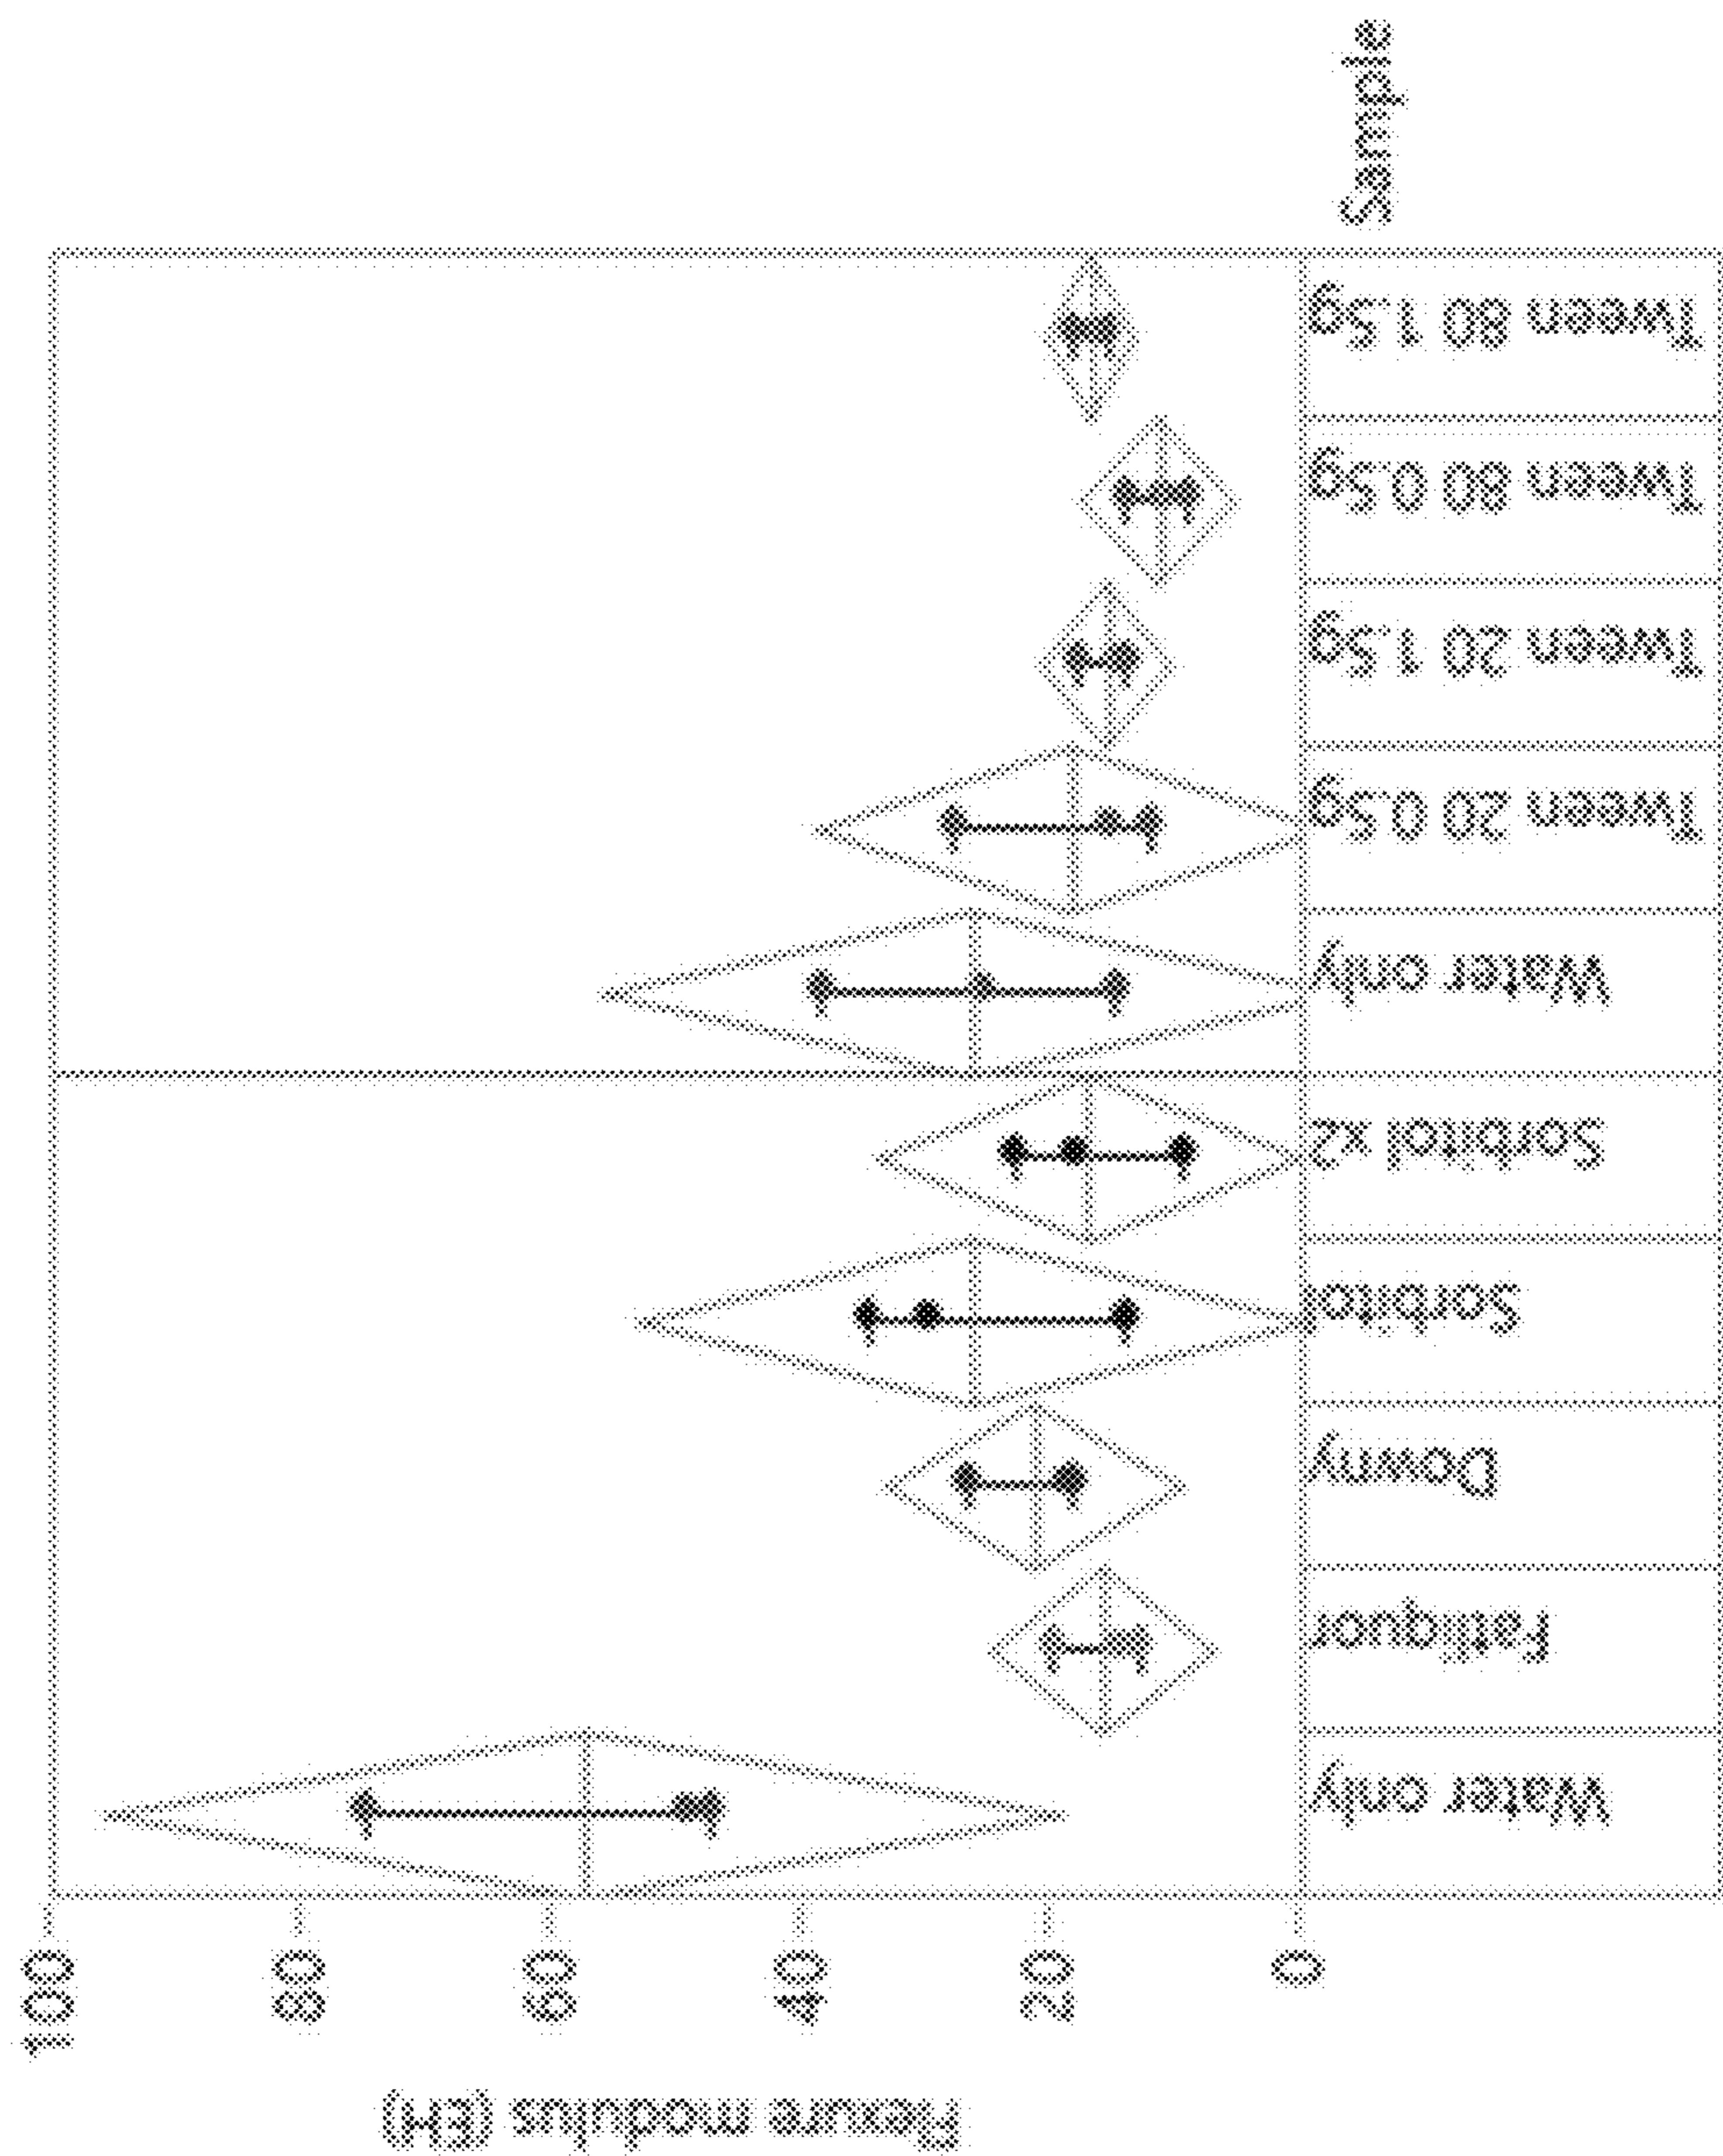 Flexure modulus (EH)
100
80
60
40
20
0
Water only
Fatliquor
Downy
Sorbitol
Sorbitol x2
Water only
Tween 20 0.5g
Tween 20 1.5g
Tween 80 0.5g
Tween 80 1.5g
Sample